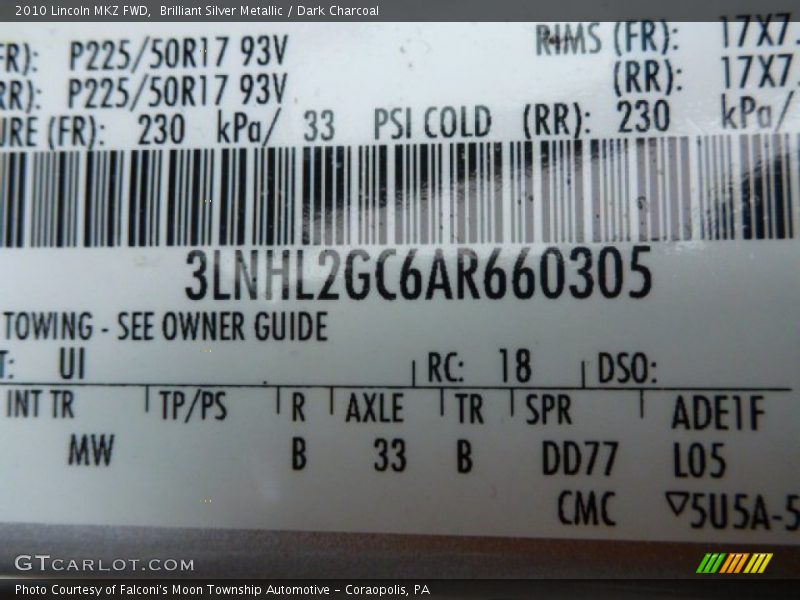 2010 Lincoln MKZ FWD, Brilliant Silver Metallic / Dark Charcoal
FR): P225/50R17 93V RIMS (FR): 17X7.
RR): P225/50R17 93V (RR): 17X7.
URE (FR): 230 kPa/ 33 PSI COLD (RR): 230 kPa/
3LNHL2GC6AR660305
TOWING - SEE OWNER GUIDE
T: UI RC: 18 DSO:
INT TR TP/PS R AXLE TR SPR ADE1F
MW B 33 B DD77 L05
CMC ▽5U5A-5
GTCARLOT.COM
Photo Courtesy of Falconi's Moon Township Automotive – Coraopolis, PA